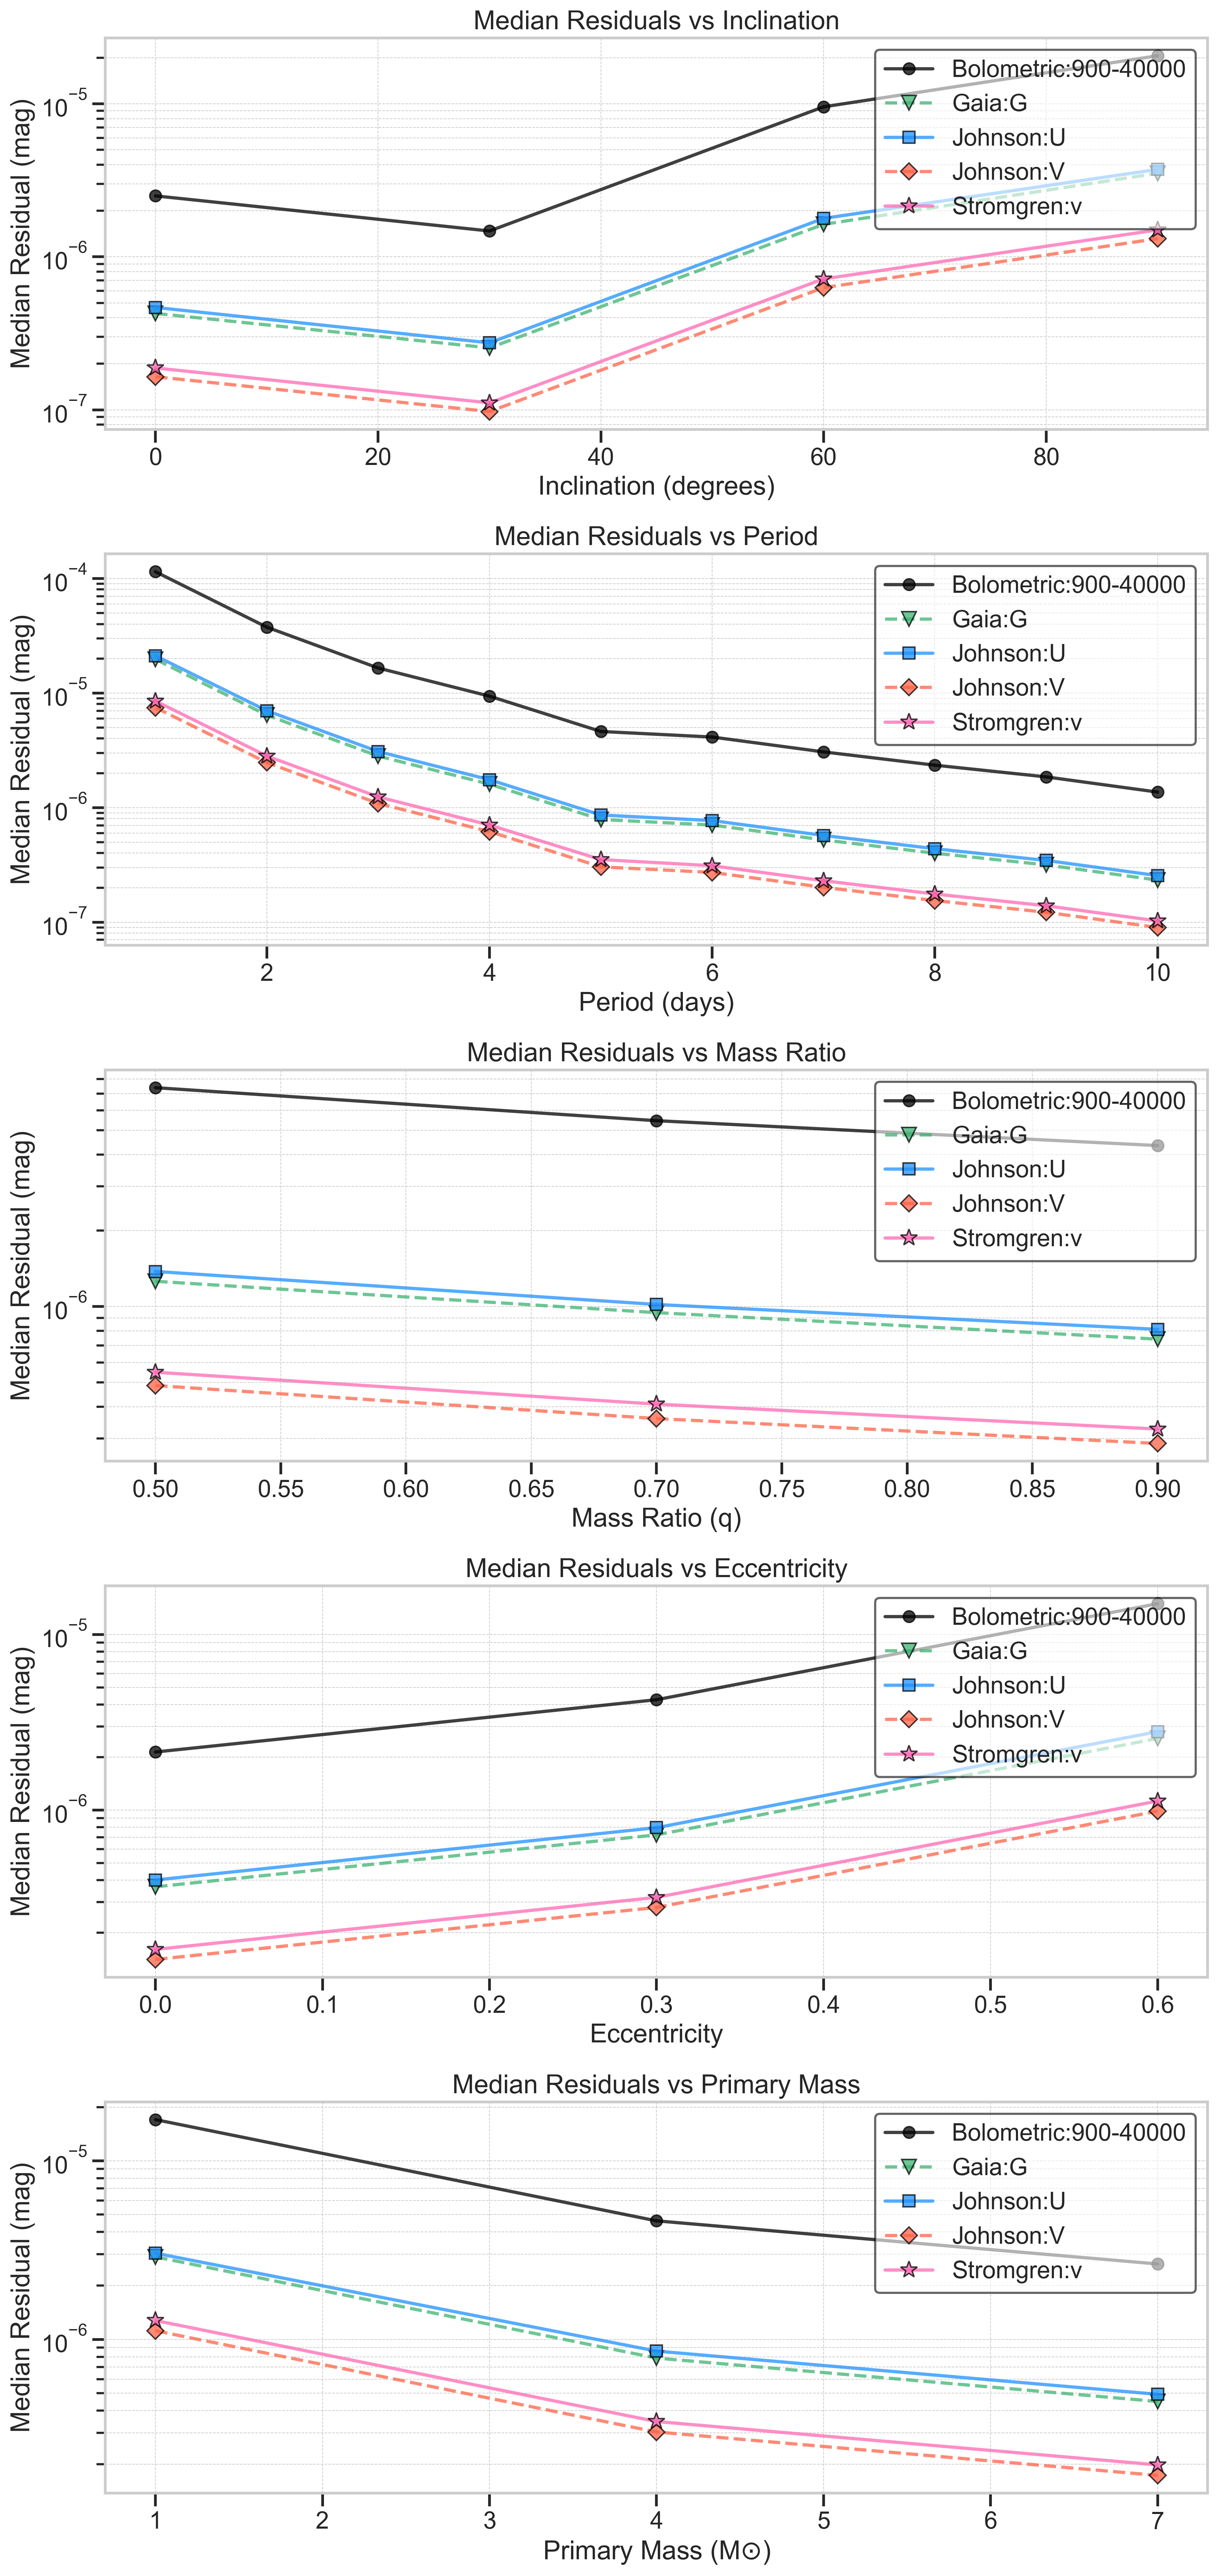 Median Residuals vs Inclination
Median Residual (mag)
10⁻⁵
10⁻⁶
10⁻⁷
Bolometric:900-40000
Gaia:G
Johnson:U
Johnson:V
Stromgren:v
0 20 40 60 80
Inclination (degrees)
Median Residuals vs Period
Median Residual (mag)
10⁻⁴
10⁻⁵
10⁻⁶
10⁻⁷
Bolometric:900-40000
Gaia:G
Johnson:U
Johnson:V
Stromgren:v
2 4 6 8 10
Period (days)
Median Residuals vs Mass Ratio
Median Residual (mag)
10⁻⁶
Bolometric:900-40000
Gaia:G
Johnson:U
Johnson:V
Stromgren:v
0.50 0.55 0.60 0.65 0.70 0.75 0.80 0.85 0.90
Mass Ratio (q)
Median Residuals vs Eccentricity
Median Residual (mag)
10⁻⁵
10⁻⁶
Bolometric:900-40000
Gaia:G
Johnson:U
Johnson:V
Stromgren:v
0.0 0.1 0.2 0.3 0.4 0.5 0.6
Eccentricity
Median Residuals vs Primary Mass
Median Residual (mag)
10⁻⁵
10⁻⁶
Bolometric:900-40000
Gaia:G
Johnson:U
Johnson:V
Stromgren:v
1 2 3 4 5 6 7
Primary Mass (M⊙)